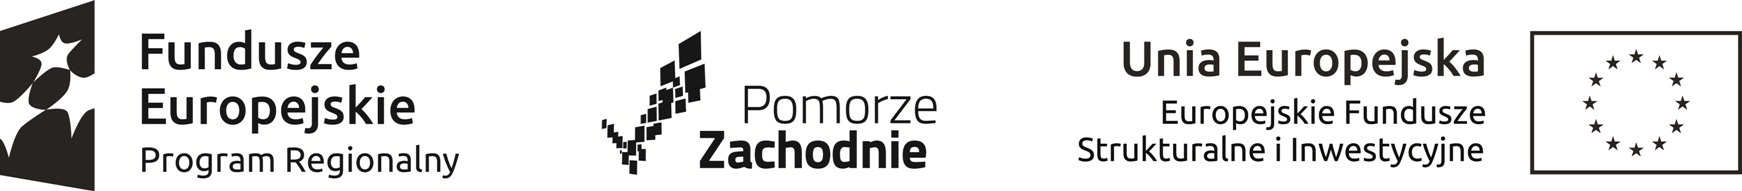 Fundusze
Europejskie
Program Regionalny
Pomorze
Zachodnie
Unia Europejska
Europejskie Fundusze
Strukturalne i Inwestycyjne